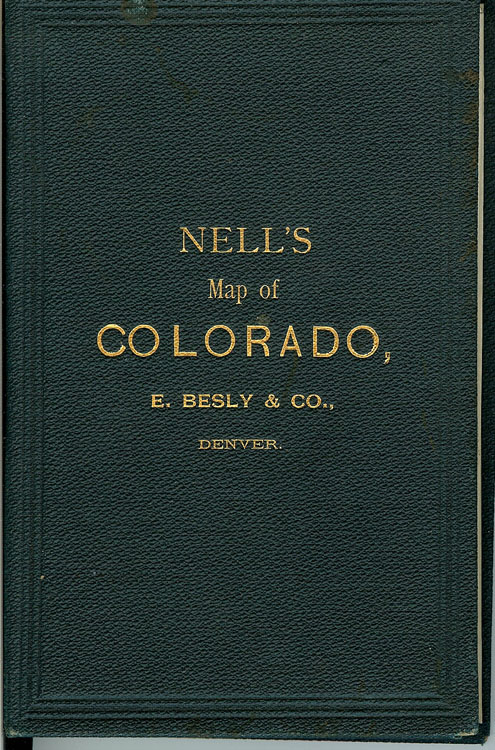 NELL'S
Map of
COLORADO,
E. BESLY & CO.,
DENVER.